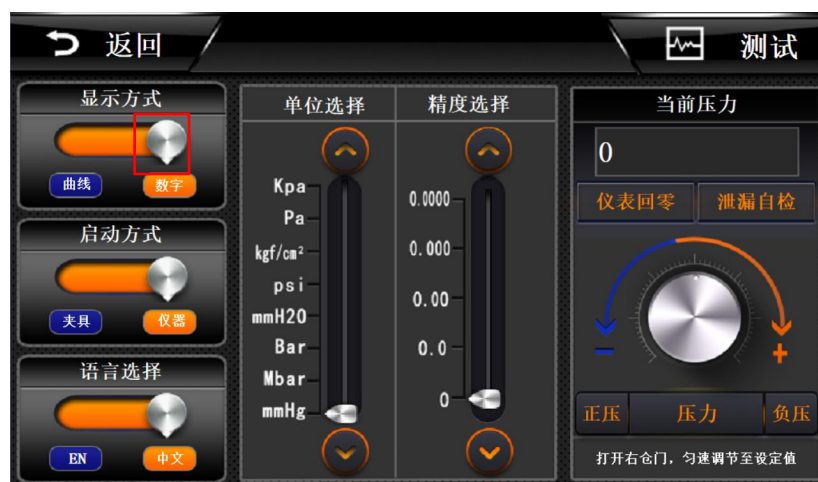 返回
测试
显示方式
曲线
数字
启动方式
夹具
仪器
语言选择
EN
中文
单位选择
Kpa
Pa
kgf/cm²
psi
mmH20
Bar
Mbar
mmHg
精度选择
0.0000
0.000
0.00
0.0
0
当前压力
0
仪表回零
泄漏自检
－
+
正压
压力
负压
打开右仓门，匀速调节至设定值